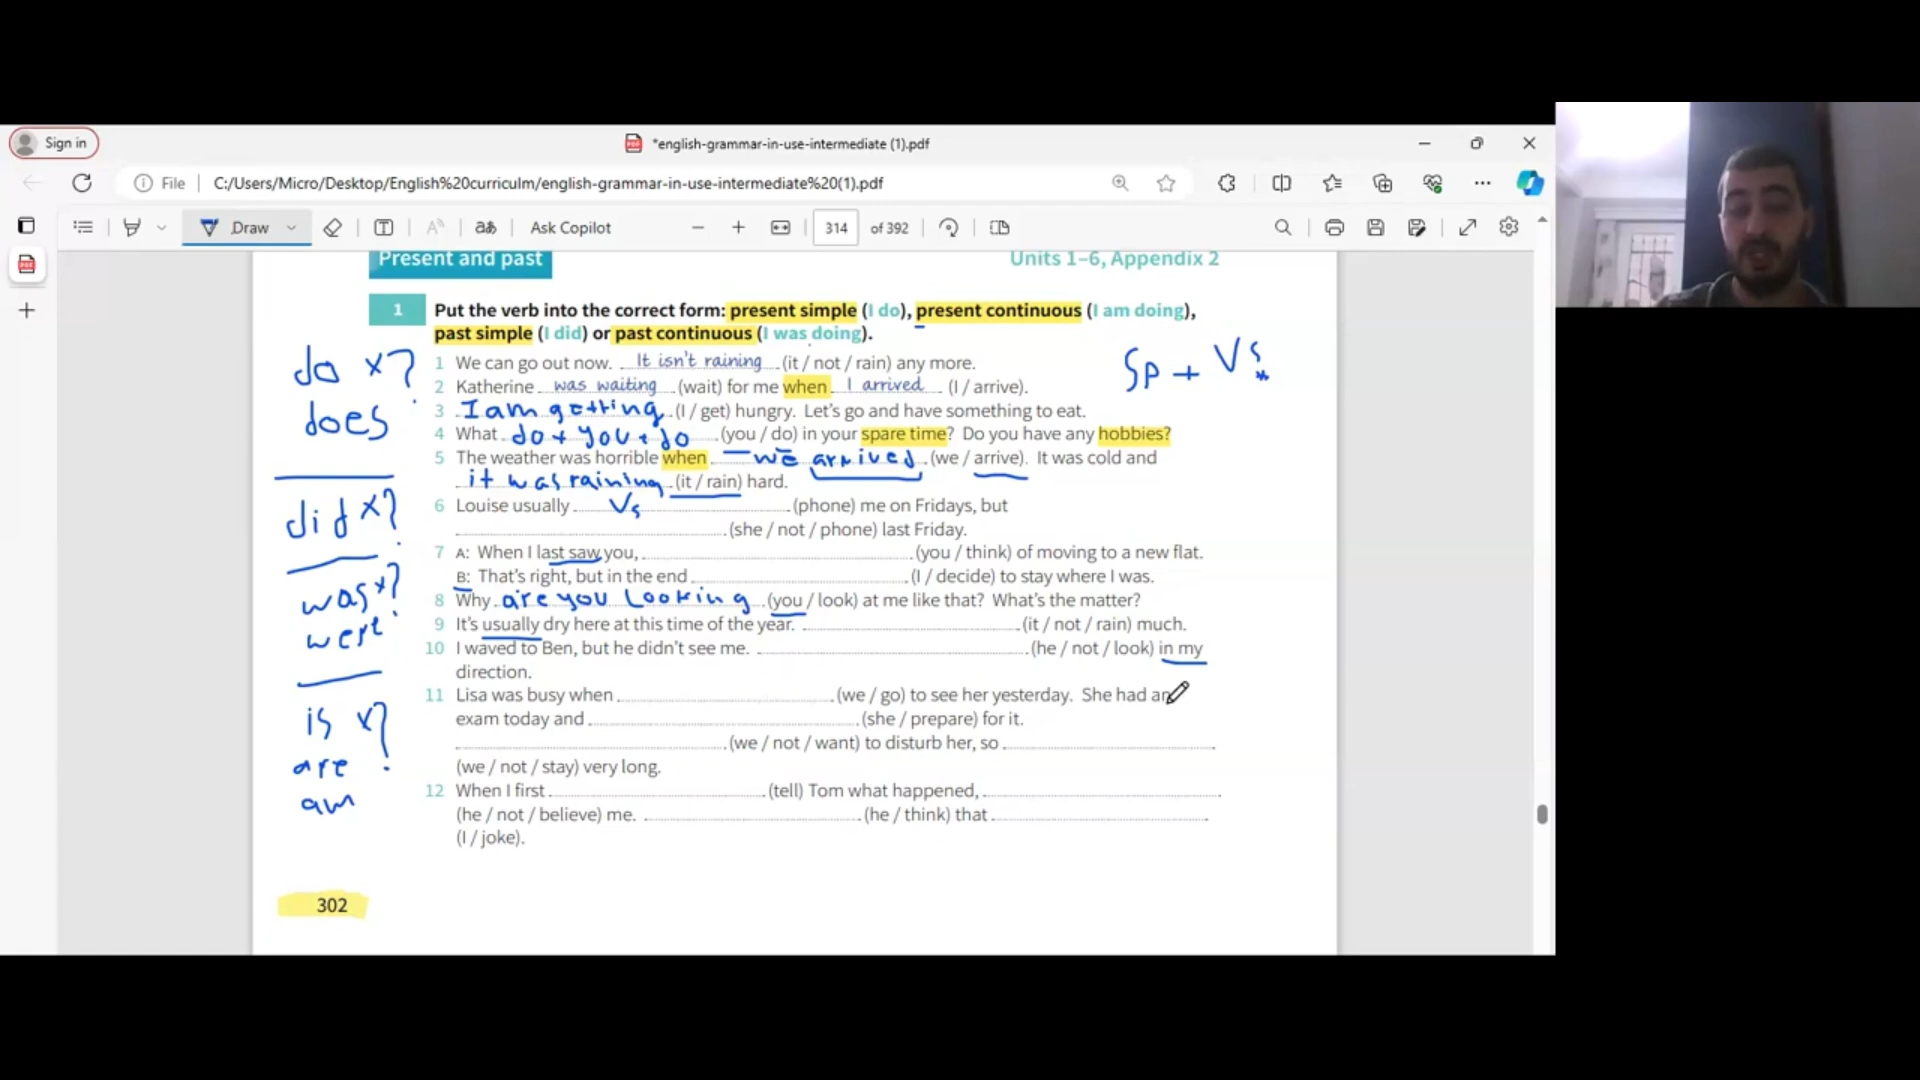 Sign in
*english-grammar-in-use-intermediate (1).pdf
File C:/Users/Micro/Desktop/English%20curriculm/english-grammar-in-use-intermediate%20(1).pdf
Draw Ask Copilot 314 of 392
Present and past Units 1–6, Appendix 2
1 Put the verb into the correct form: present simple (I do), present continuous (I am doing),
past simple (I did) or past continuous (I was doing).
1 We can go out now. It isn't raining (it / not / rain) any more.
2 Katherine was waiting (wait) for me when I arrived (I / arrive).
3 I am getting (I / get) hungry. Let's go and have something to eat.
4 What do + you + do (you / do) in your spare time? Do you have any hobbies?
5 The weather was horrible when we arrived (we / arrive). It was cold and
it was raining (it / rain) hard.
6 Louise usually Vs (phone) me on Fridays, but
(she / not / phone) last Friday.
7 A: When I last saw you, (you / think) of moving to a new flat.
B: That's right, but in the end (I / decide) to stay where I was.
8 Why are you looking (you / look) at me like that? What's the matter?
9 It's usually dry here at this time of the year. (it / not / rain) much.
10 I waved to Ben, but he didn't see me. (he / not / look) in my
direction.
11 Lisa was busy when (we / go) to see her yesterday. She had an
exam today and (she / prepare) for it.
(we / not / want) to disturb her, so
(we / not / stay) very long.
12 When I first (tell) Tom what happened,
(he / not / believe) me. (he / think) that
(I / joke).
302
do x?
does
did x?
was x?
were
is x?
are
am
Sp + Vs
*